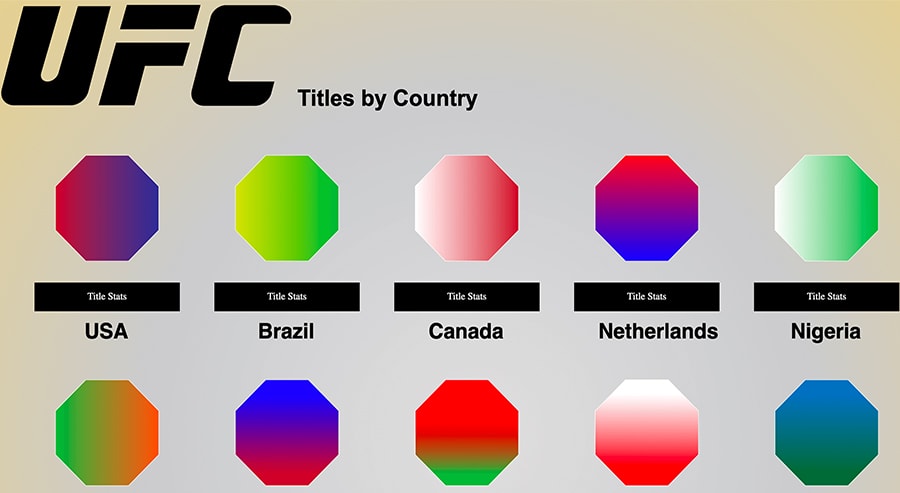 UFC
Titles by Country
Title Stats
Title Stats
Title Stats
Title Stats
Title Stats
USA
Brazil
Canada
Netherlands
Nigeria